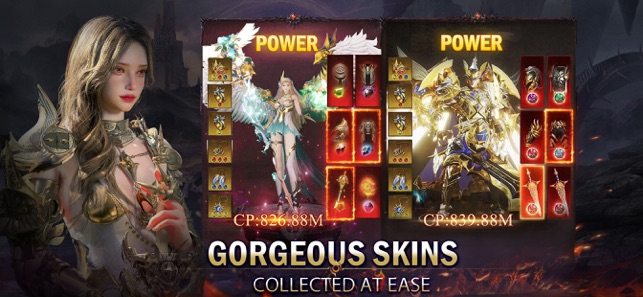 POWER
POWER
CP:826.88M
CP:839.88M
GORGEOUS SKINS
COLLECTED AT EASE